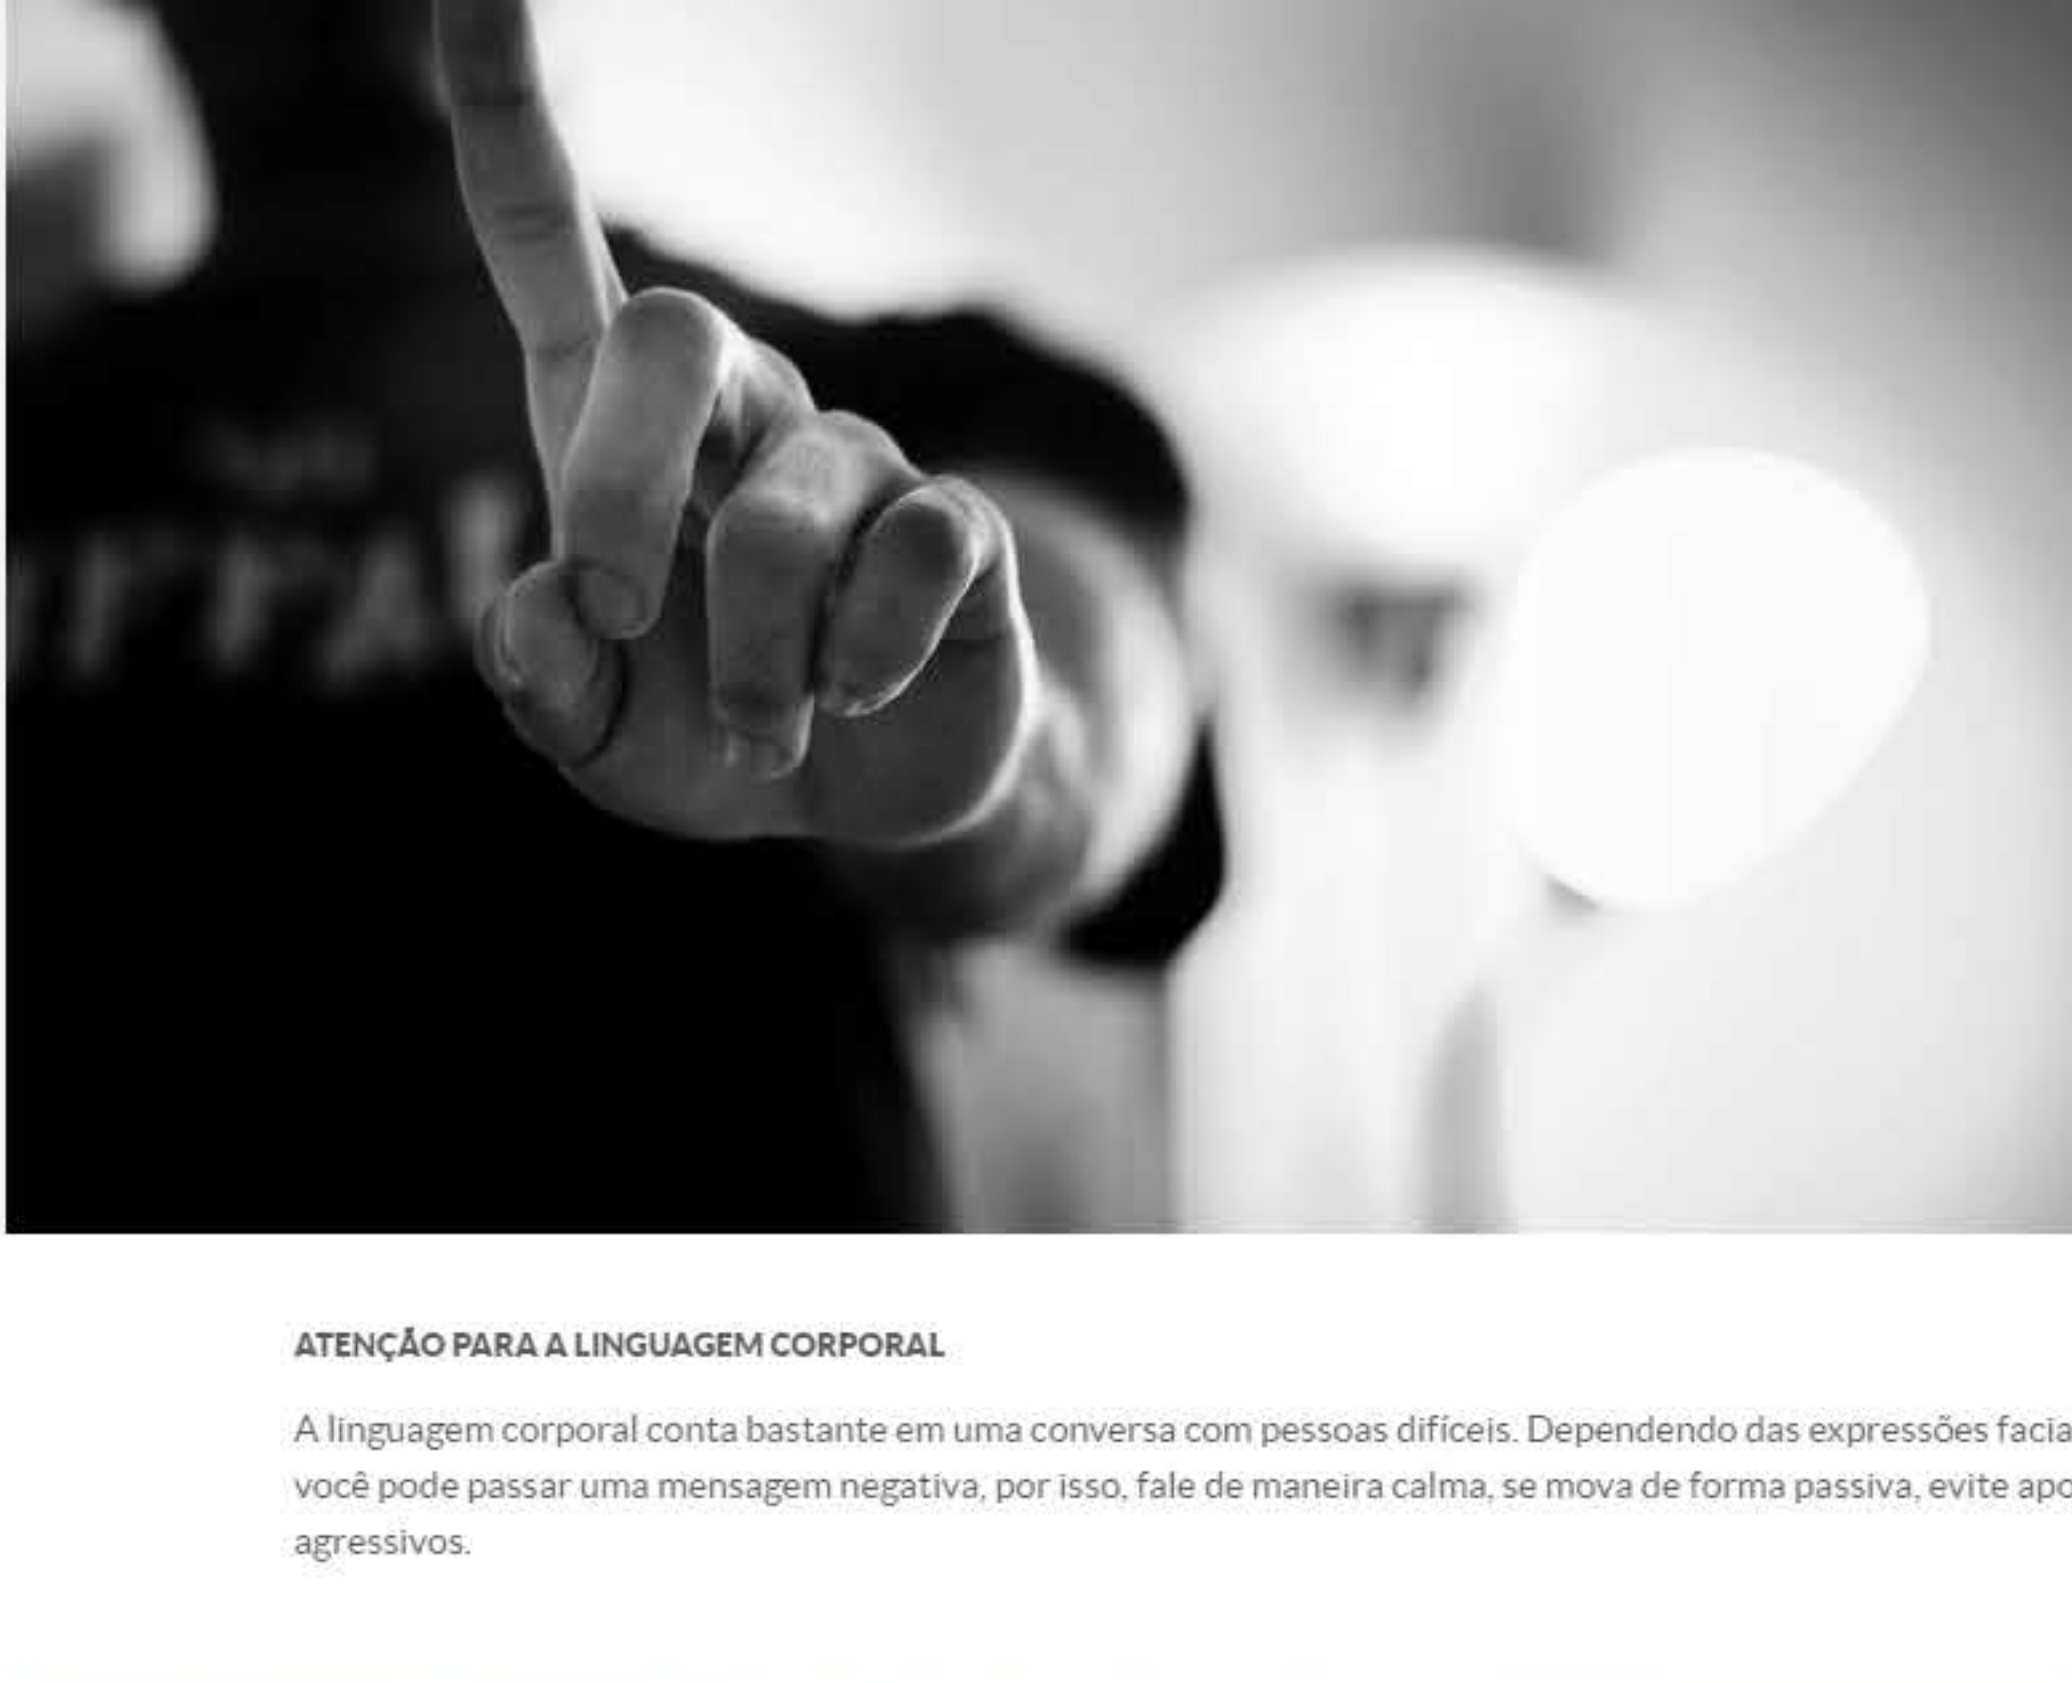 ATENÇÃO PARA A LINGUAGEM CORPORAL
A linguagem corporal conta bastante em uma conversa com pessoas difíceis. Dependendo das expressões facia
você pode passar uma mensagem negativa, por isso, fale de maneira calma, se mova de forma passiva, evite apo
agressivos.